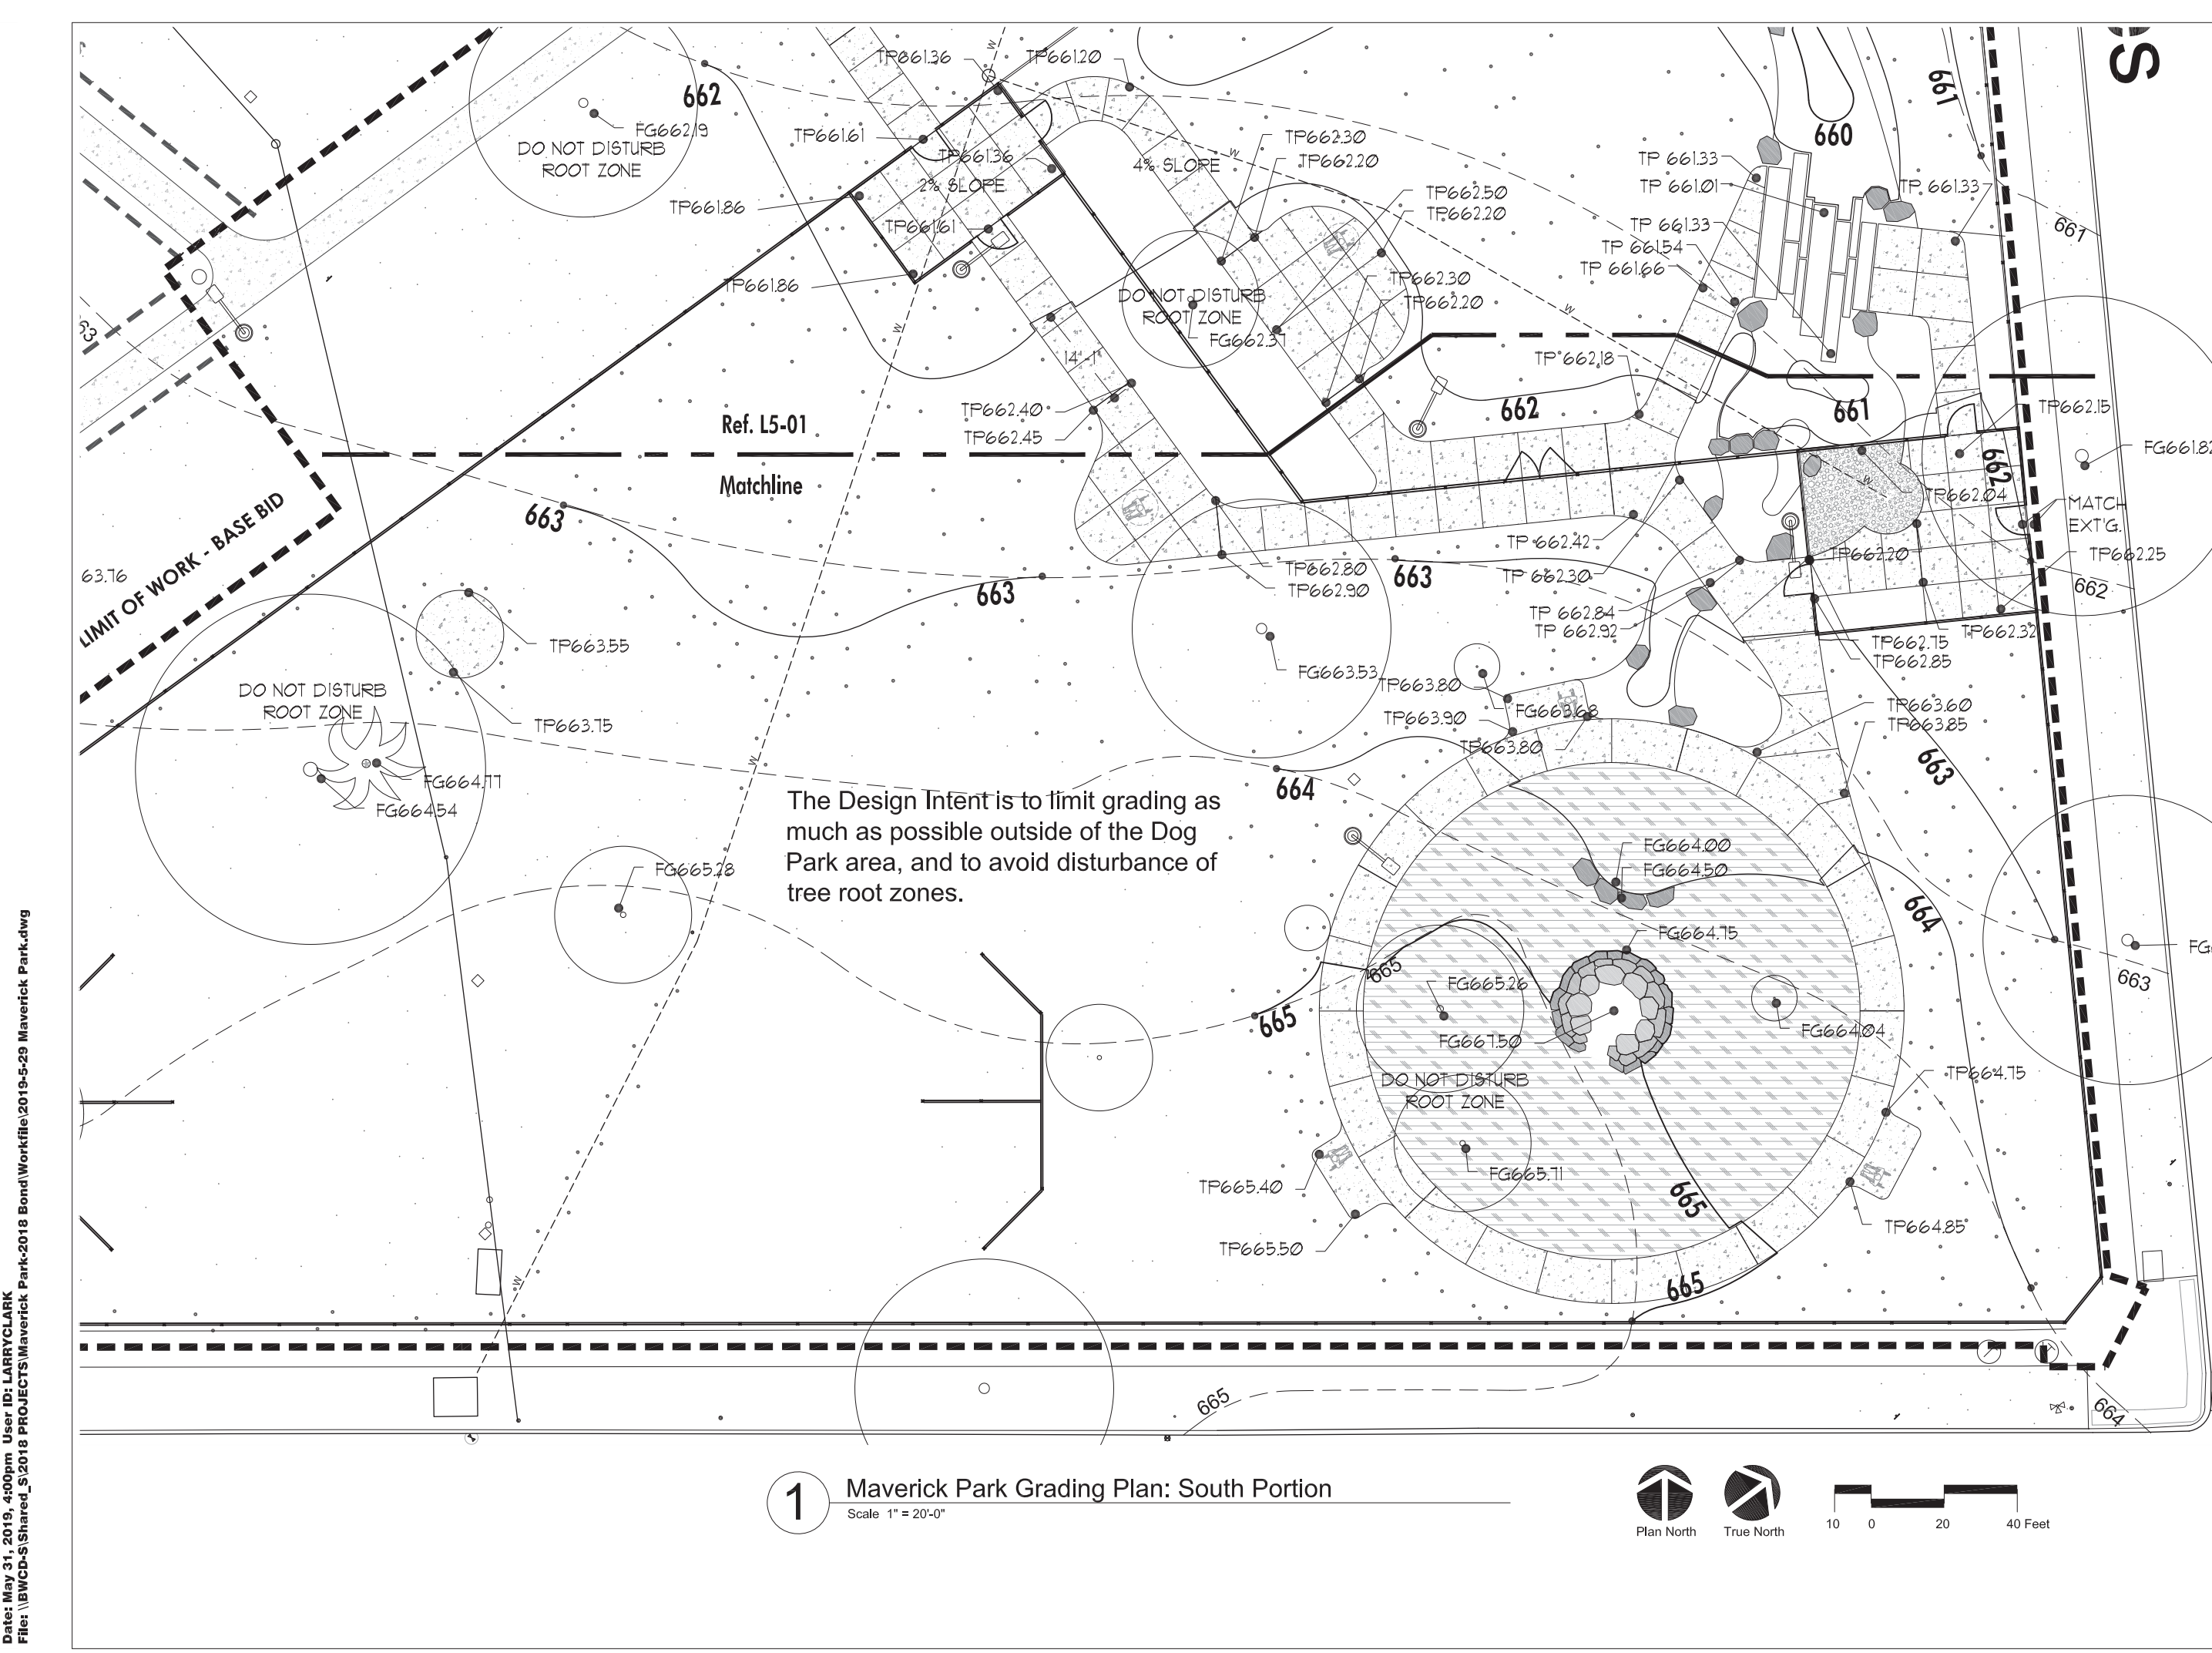 Date: May 31, 2019, 4:00pm  User ID: LARRYCLARK
File: \\BWCD-S\Shared_S\2018 PROJECTS\Maverick Park-2018 Bond\Workfile\2019-5-29 Maverick Park.dwg
S
TP661.36
TP661.20
662
661
660
FG662.19
DO NOT DISTURB
ROOT ZONE
TP661.61
TP661.36
2% SLOPE
4% SLOPE
TP662.30
TP662.20
TP 661.33
TP 661.01
TP 661.33
TP661.86
TP661.61
TP662.50
TP662.20
TP 661.33
TP 661.54
TP 661.66
661
TP661.86
TP662.30
TP662.20
DO NOT DISTURB
ROOT ZONE
FG662.37
63
14'-1"
TP 662.18
TP662.40
TP662.45
662
661
TP662.15
Ref. L5-01
Matchline
FG661.82
662
TP662.04
MATCH
EXT'G.
663
LIMIT OF WORK - BASE BID
63.76
TP 662.42
TP662.20
TP662.25
TP662.80
TP662.90
663
663
TP 662.30
662
TP 662.84
TP 662.92
TP662.32
TP662.75
TP662.85
TP663.55
FG663.53
TP663.80
FG663.68
TP663.90
TP663.80
TP663.60
TP663.85
DO NOT DISTURB
ROOT ZONE
TP663.75
663
FG664.77
FG664.54
664
The Design Intent is to limit grading as
much as possible outside of the Dog
Park area, and to avoid disturbance of
tree root zones.
FG664.00
FG664.50
FG665.28
664
FG664.75
FG
665
FG665.26
663
665
FG664.04
FG667.50
DO NOT DISTURB
ROOT ZONE
TP664.75
FG665.71
TP665.40
665
TP664.85
TP665.50
665
665
664
W
W
W
W
W
W
W
W
1
Maverick Park Grading Plan: South Portion
Scale  1" = 20'-0"
Plan North
True North
10 0 20 40 Feet